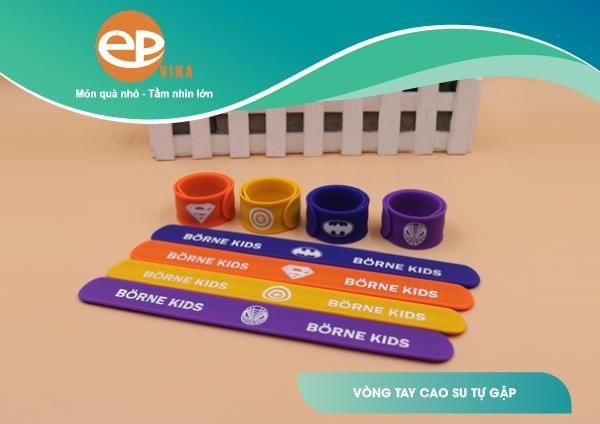 ep
VINA
Món quà nhỏ - Tầm nhìn lớn
BÖRNE KIDS BÖRNE KIDS
BÖRNE KIDS BÖRNE KIDS
BÖRNE KIDS BÖRNE KIDS
BÖRNE KIDS BÖRNE KIDS
VÒNG TAY CAO SU TỰ GẬP